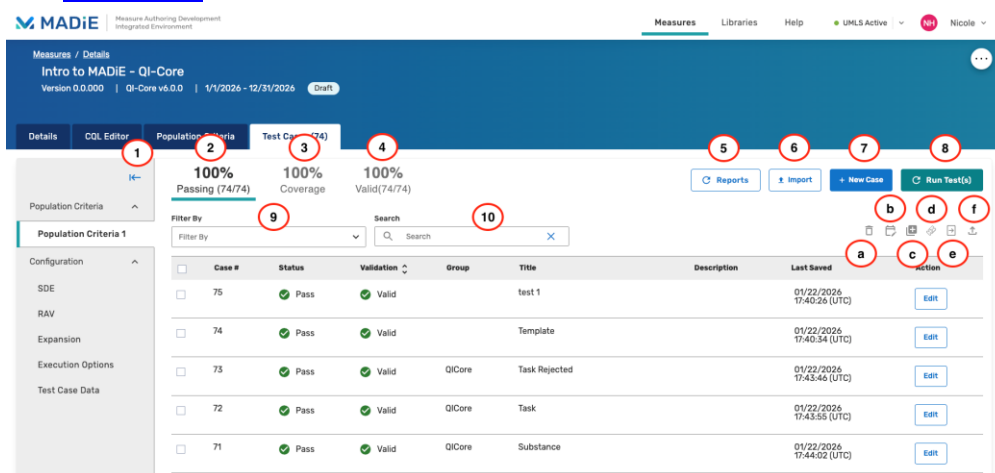 MADiE
Measure Authoring Development
Integrated Environment
Measures
Libraries
Help
UMLS Active
NH
Nicole
Measures / Details
Intro to MADiE - QI-Core
Version 0.0.000 | QI-Core v6.0.0 | 1/1/2026 - 12/31/2026
Draft
Details
CQL Editor
Population Criteria
Test Cases (74)
1
2
3
4
5
6
7
8
100%
Passing (74/74)
100%
Coverage
100%
Valid(74/74)
Reports
Import
+ New Case
Run Test(s)
Population Criteria
Population Criteria 1
Configuration
SDE
RAV
Expansion
Execution Options
Test Case Data
Filter By
9
Search
10
Filter By
Search
b
d
f
a
c
e
Case # Status Validation Group Title Description Last Saved Action
75 Pass Valid test 1 01/22/2026
17:40:26 (UTC)
Edit
74 Pass Valid Template 01/22/2026
17:40:34 (UTC)
Edit
73 Pass Valid QICore Task Rejected 01/22/2026
17:43:46 (UTC)
Edit
72 Pass Valid QICore Task 01/22/2026
17:43:55 (UTC)
Edit
71 Pass Valid QICore Substance 01/22/2026
17:44:02 (UTC)
Edit